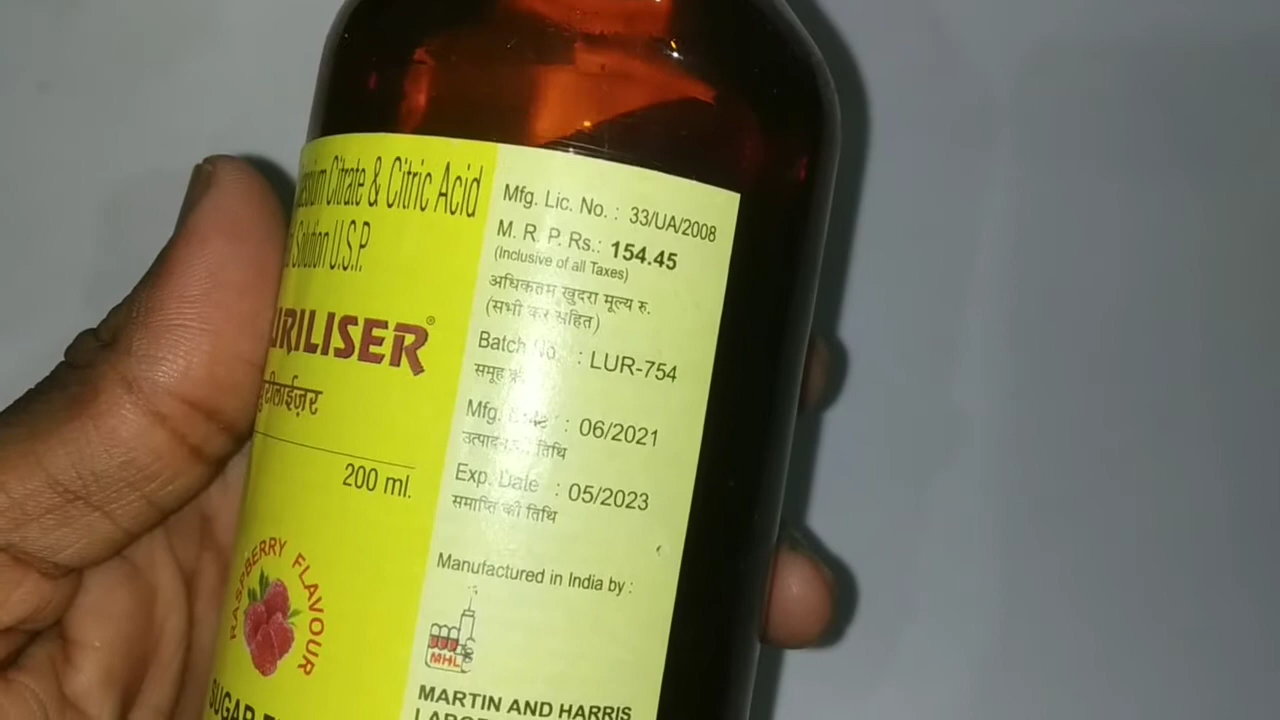 Citrate & Citric Acid
Solution U.S.P.
URILISER®
युरीलाईज़र
200 ml.
RASPBERRY FLAVOUR
SUGAR
Mfg. Lic. No. : 33/UA/2008
M. R. P. Rs.: 154.45
(Inclusive of all Taxes)
अधिकतम खुदरा मूल्य रु.
(सभी कर सहित)
Batch No. : LUR-754
समूह
Mfg. Date : 06/2021
उत्पादन की तिथि
Exp. Date : 05/2023
समाप्ति की तिथि
Manufactured in India by :
MHL
MARTIN AND HARRIS